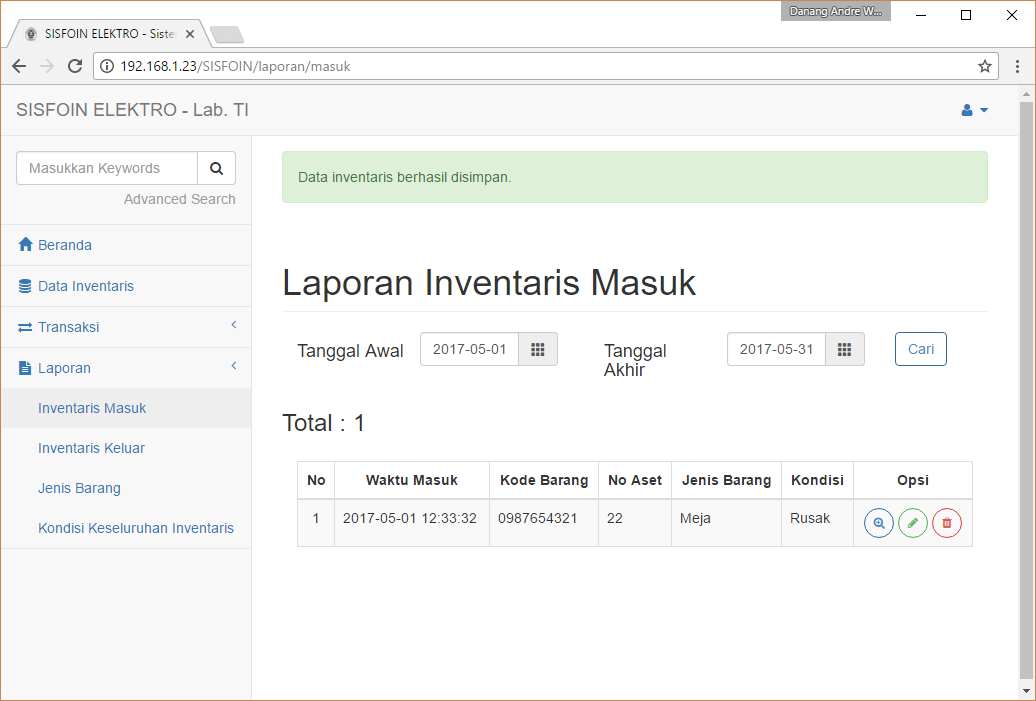 Danang Andre W...
SISFOIN ELEKTRO - Siste
192.168.1.23/SISFOIN/laporan/masuk
SISFOIN ELEKTRO - Lab. TI
Masukkan Keywords
Advanced Search
Beranda
Data Inventaris
Transaksi
Laporan
Inventaris Masuk
Inventaris Keluar
Jenis Barang
Kondisi Keseluruhan Inventaris
Data inventaris berhasil disimpan.
Laporan Inventaris Masuk
Tanggal Awal 2017-05-01 Tanggal Akhir 2017-05-31 Cari
Total : 1
No Waktu Masuk Kode Barang No Aset Jenis Barang Kondisi Opsi
1 2017-05-01 12:33:32 0987654321 22 Meja Rusak